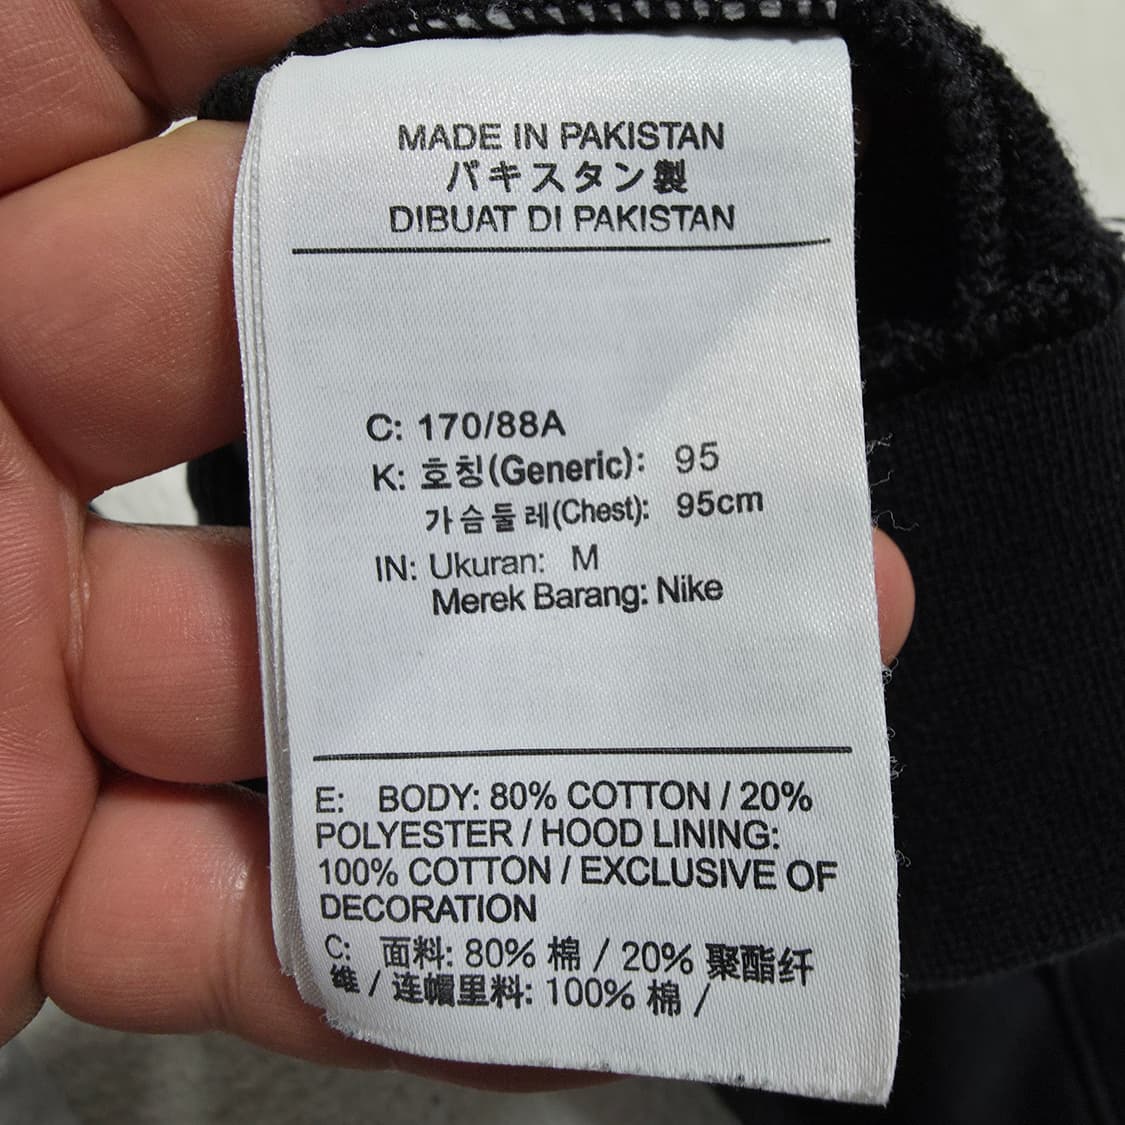 MADE IN PAKISTAN
パキスタン製
DIBUAT DI PAKISTAN
C: 170/88A
K: 호칭(Generic): 95
가슴둘레(Chest): 95cm
IN: Ukuran: M
Merek Barang: Nike
E: BODY: 80% COTTON / 20%
POLYESTER / HOOD LINING:
100% COTTON / EXCLUSIVE OF
DECORATION
C: 面料: 80% 棉 / 20% 聚酯纤
维 / 连帽里料: 100% 棉 /